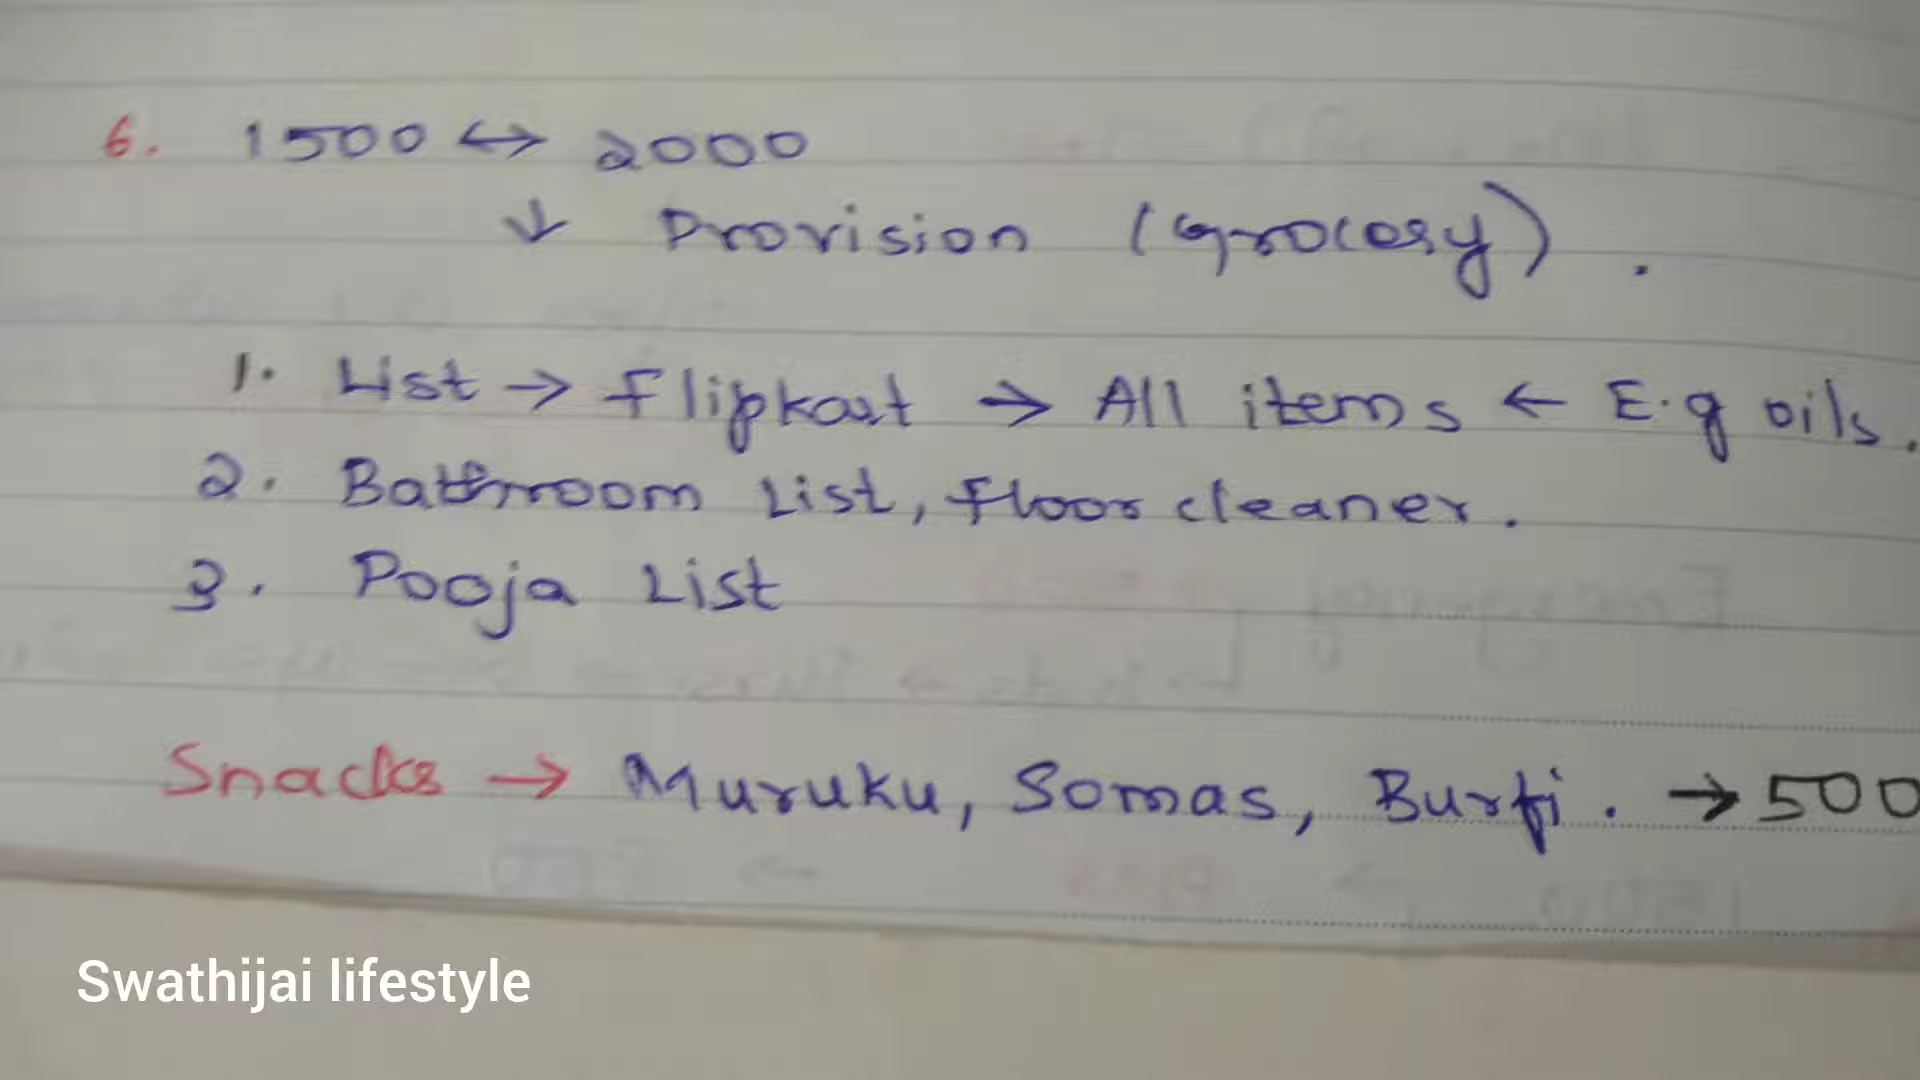 6. 1500 ↔ 2000
↓ Provision (Grocery).
1. List → Flipkart → All items ← E.g oils.
2. Bathroom List, Floor cleaner.
3. Pooja List
Snacks → Muruku, Somas, Burfi. → 500
Swathijai lifestyle